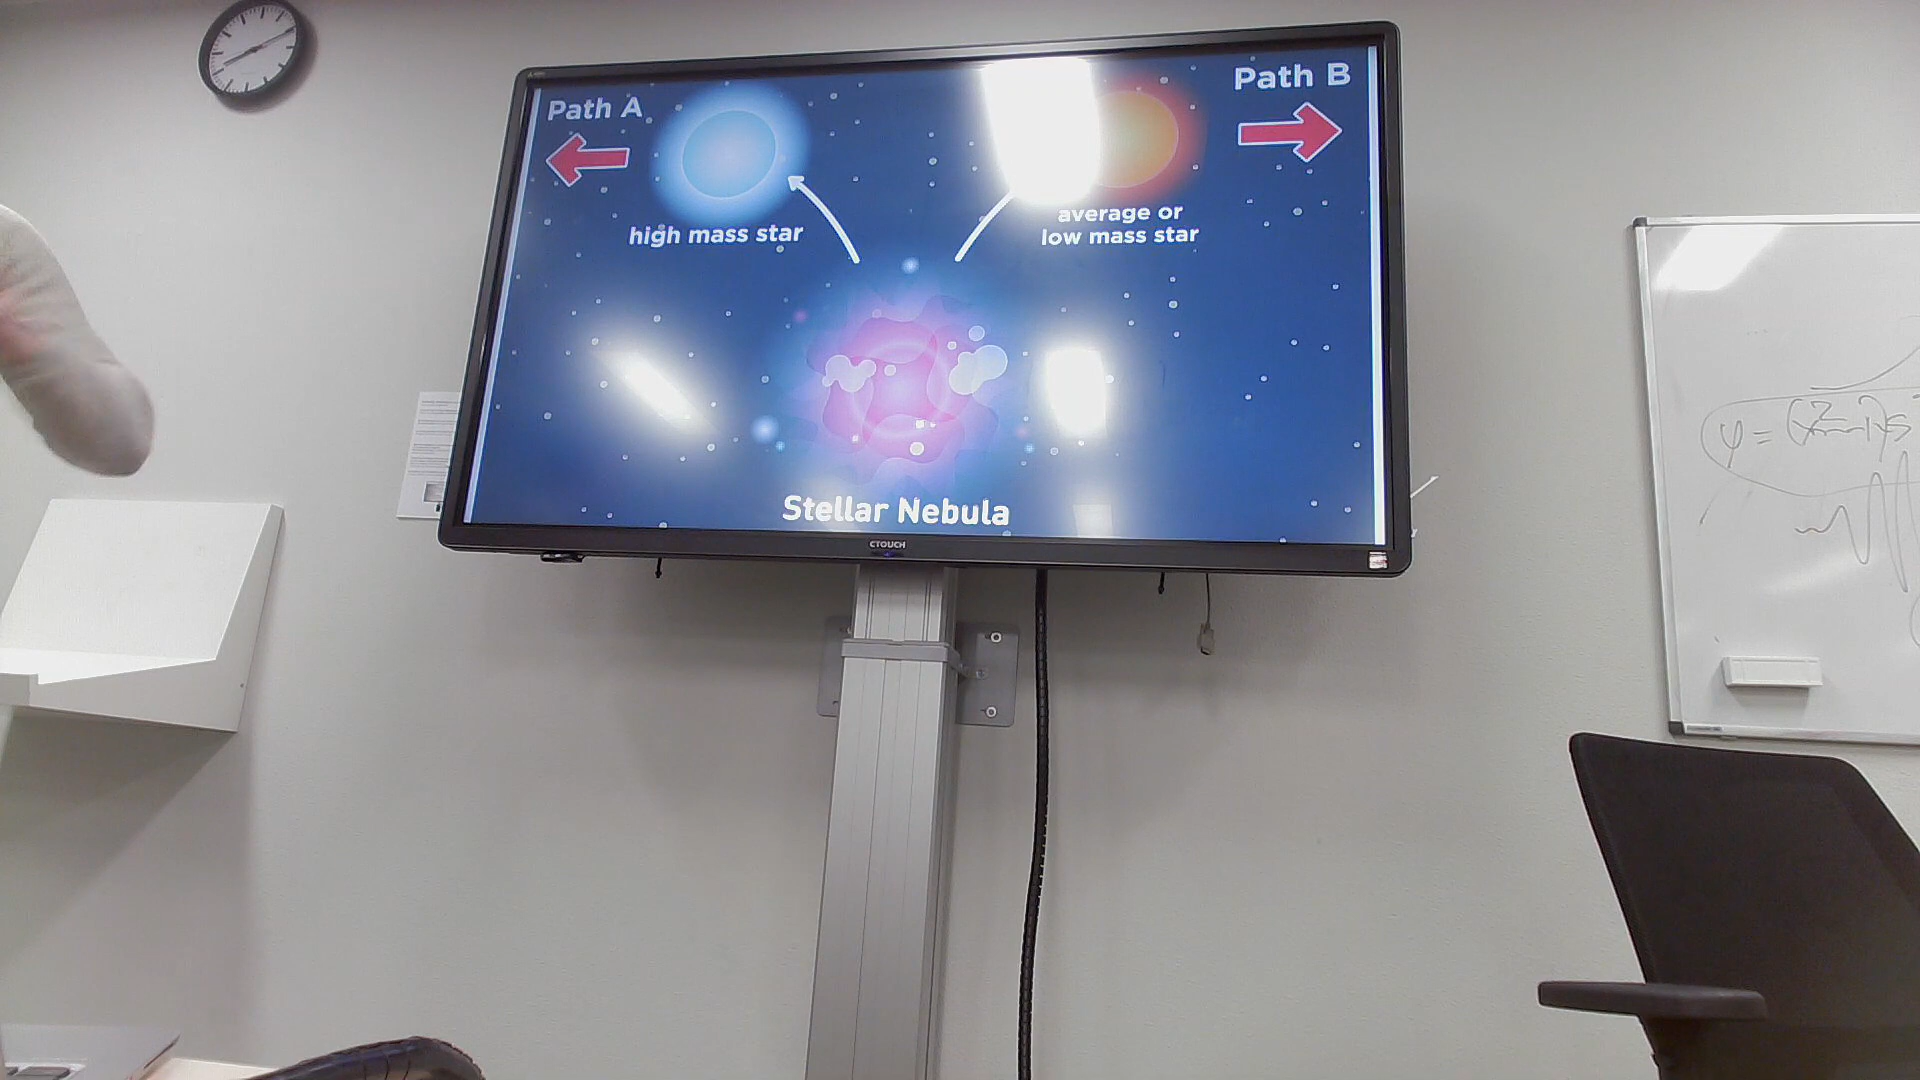 Path A
Path B
high mass star
average or
low mass star
Stellar Nebula
CTOUCH